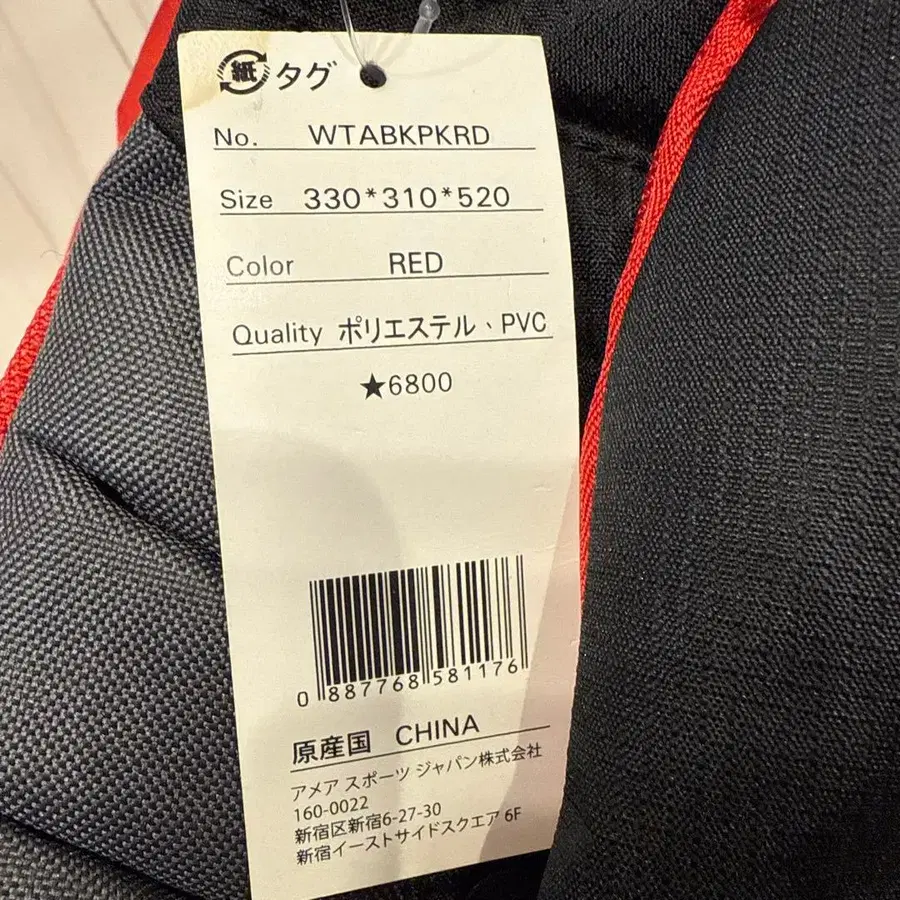 紙 タグ
No. WTABKPKRD
Size 330*310*520
Color RED
Quality ポリエステル、PVC
★6800
0 887768 581176
原産国 CHINA
アメア スポーツ ジャパン株式会社
160-0022
新宿区新宿6-27-30
新宿イーストサイドスクエア 6F